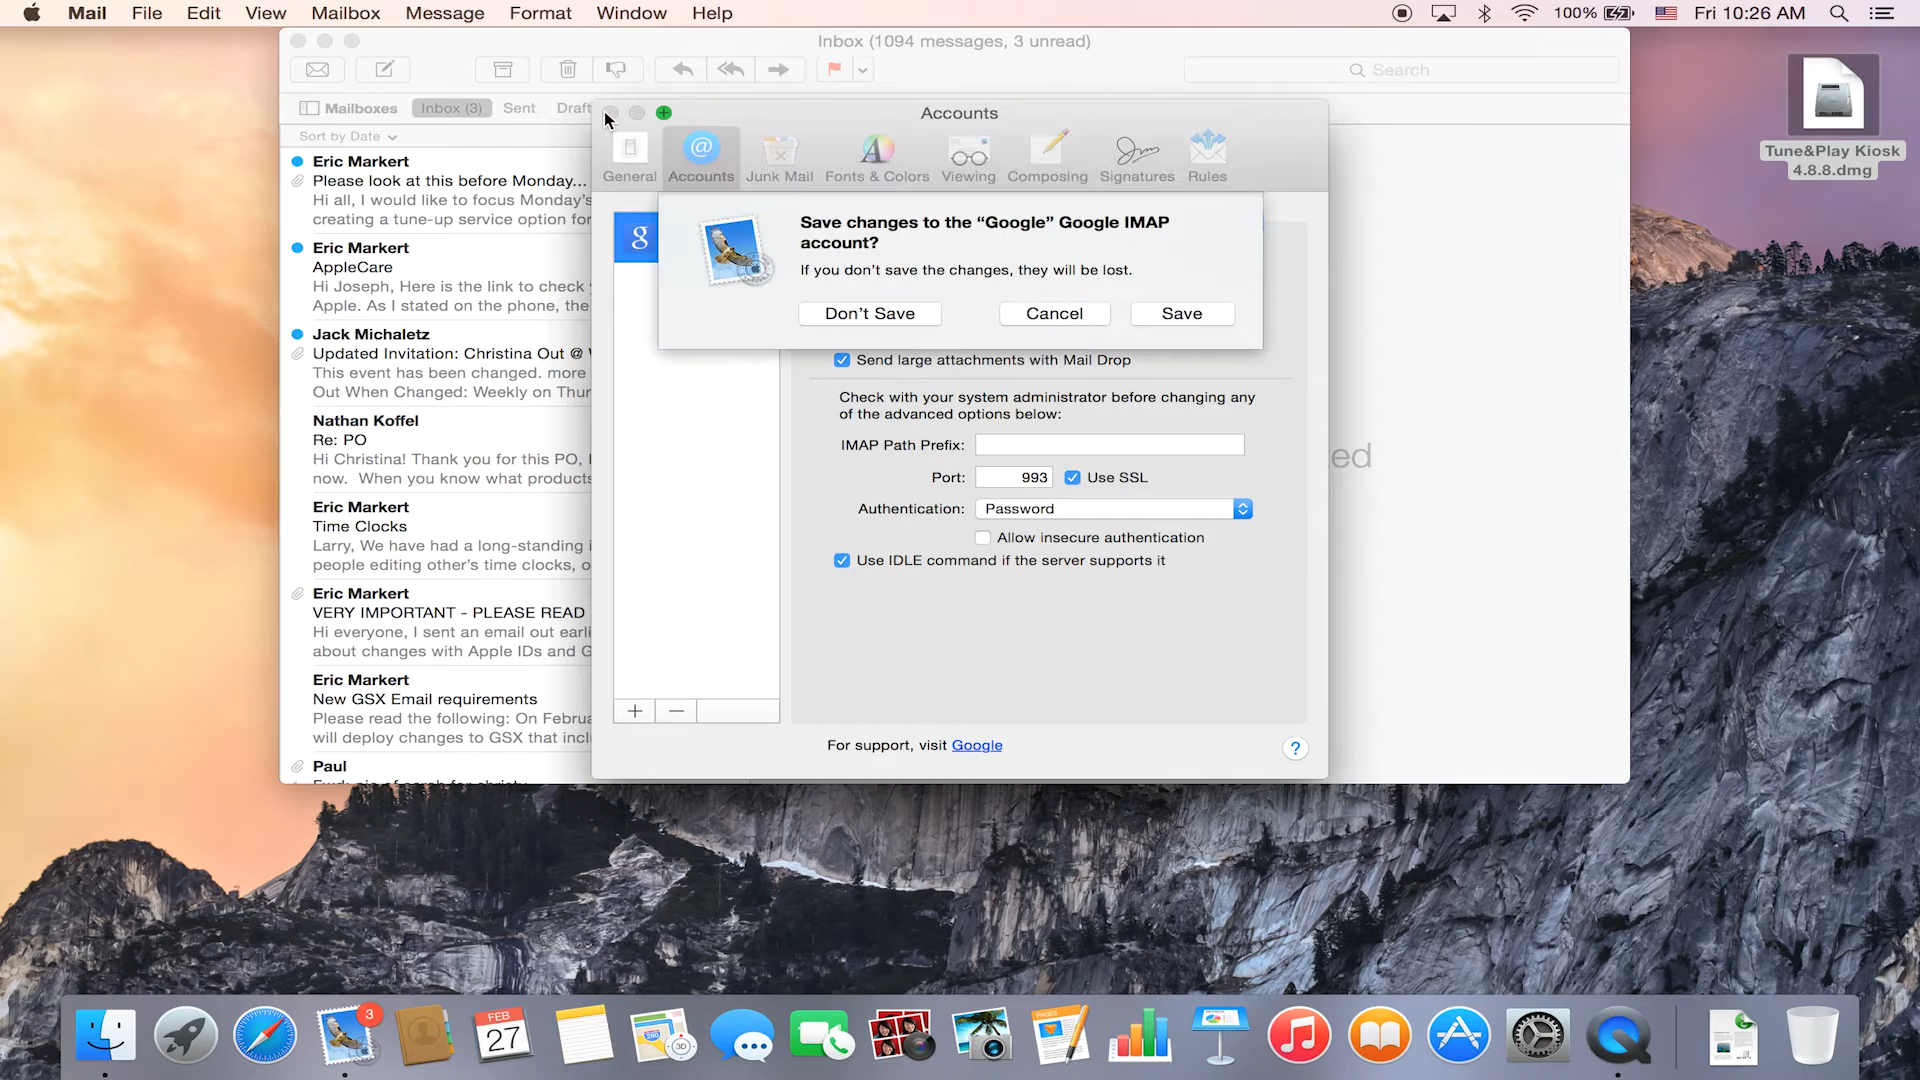 Mail File Edit View Mailbox Message Format Window Help 100% Fri 10:26 AM
Inbox (1094 messages, 3 unread)
Search
Mailboxes Inbox (3) Sent Draft
Sort by Date
Eric Markert
Please look at this before Monday...
Hi all, I would like to focus Monday's
creating a tune-up service option for
Eric Markert
AppleCare
Hi Joseph, Here is the link to check
Apple. As I stated on the phone, the
Jack Michaletz
Updated Invitation: Christina Out @
This event has been changed. more
Out When Changed: Weekly on Thur
Nathan Koffel
Re: PO
Hi Christina! Thank you for this PO,
now. When you know what products
Eric Markert
Time Clocks
Larry, We have had a long-standing
people editing other's time clocks, o
Eric Markert
VERY IMPORTANT - PLEASE READ
Hi everyone, I sent an email out earli
about changes with Apple IDs and G
Eric Markert
New GSX Email requirements
Please read the following: On Februa
will deploy changes to GSX that incl
Paul
Accounts
General Accounts Junk Mail Fonts & Colors Viewing Composing Signatures Rules
g
Save changes to the “Google” Google IMAP
account?
If you don’t save the changes, they will be lost.
Don’t Save Cancel Save
Send large attachments with Mail Drop
Check with your system administrator before changing any
of the advanced options below:
IMAP Path Prefix:
Port: 993 Use SSL
Authentication: Password
Allow insecure authentication
Use IDLE command if the server supports it
+ −
For support, visit Google
?
ed
Tune&Play Kiosk
4.8.8.dmg
3
FEB
27
280
3D
PAGES